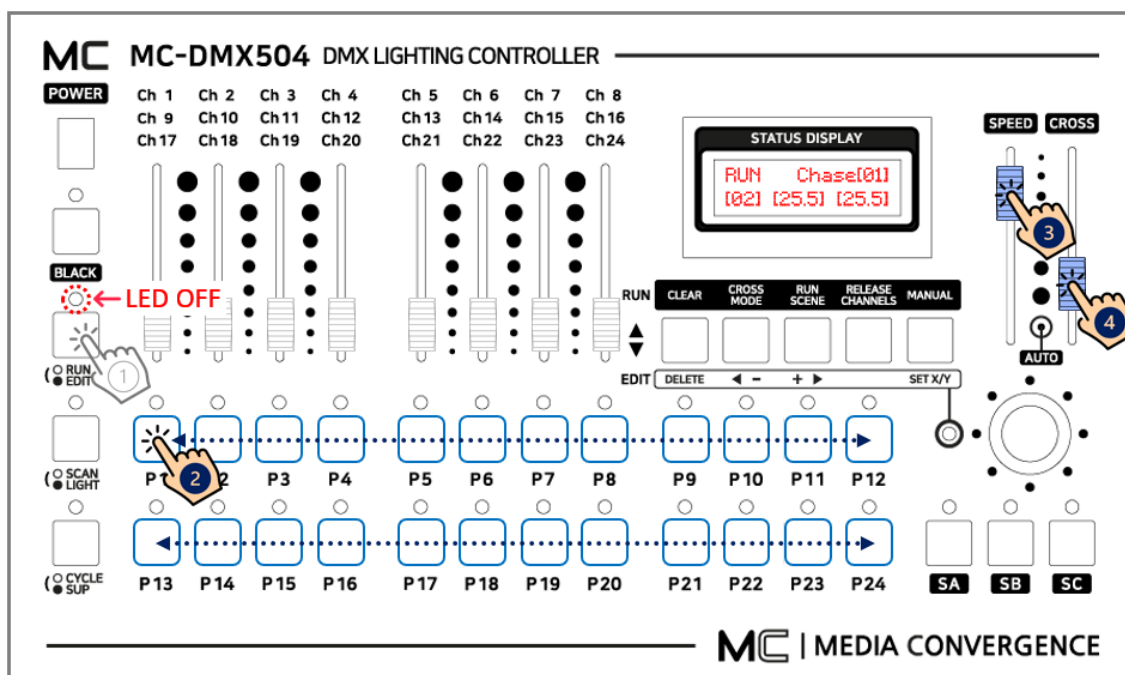 MC MC-DMX504 DMX LIGHTING CONTROLLER
POWER
Ch 1 Ch 2 Ch 3 Ch 4 Ch 5 Ch 6 Ch 7 Ch 8
Ch 9 Ch10 Ch11 Ch12 Ch13 Ch14 Ch15 Ch16
Ch17 Ch18 Ch19 Ch20 Ch21 Ch22 Ch23 Ch24
SPEED CROSS
STATUS DISPLAY
RUN Chase[01]
[02] [25.5] [25.5]
3
BLACK
LED OFF
RUN CLEAR CROSS MODE RUN SCENE RELEASE CHANNELS MANUAL
4
1
AUTO
RUN
EDIT
EDIT DELETE - + SET X/Y
SCAN
LIGHT
2
P1 P2 P3 P4 P5 P6 P7 P8 P9 P10 P11 P12
CYCLE
SUP
P13 P14 P15 P16 P17 P18 P19 P20 P21 P22 P23 P24
SA SB SC
MC | MEDIA CONVERGENCE